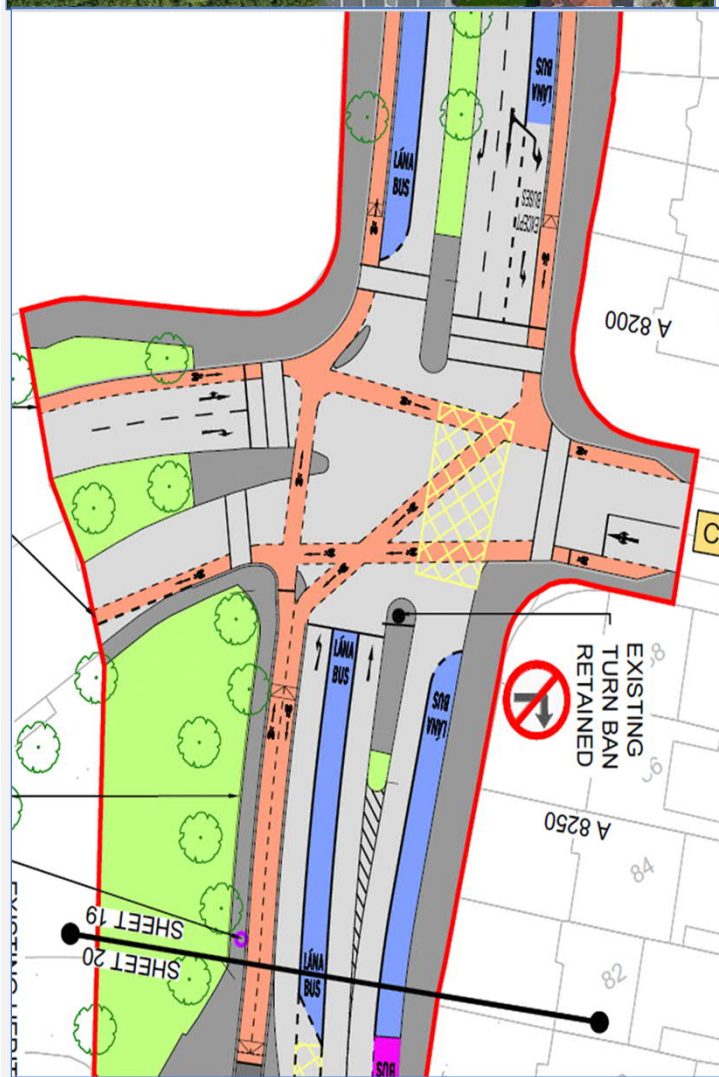 LÁNA
BUS
LÁNA
BUS
EXCEPT
BUSES
A 8200
C
LÁNA
BUS
LÁNA
BUS
EXISTING
TURN BAN
RETAINED
A 8250
84
82
SHEET 19
SHEET 20
LÁNA
BUS
BUS